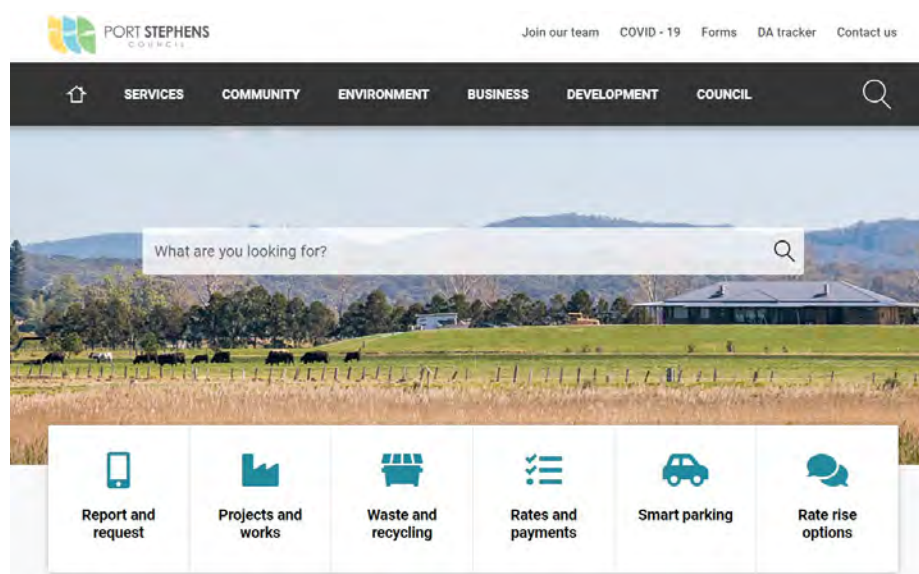 PORT STEPHENS
COUNCIL
Join our team COVID - 19 Forms DA tracker Contact us
SERVICES COMMUNITY ENVIRONMENT BUSINESS DEVELOPMENT COUNCIL
What are you looking for?
Report and request
Projects and works
Waste and recycling
Rates and payments
Smart parking
Rate rise options